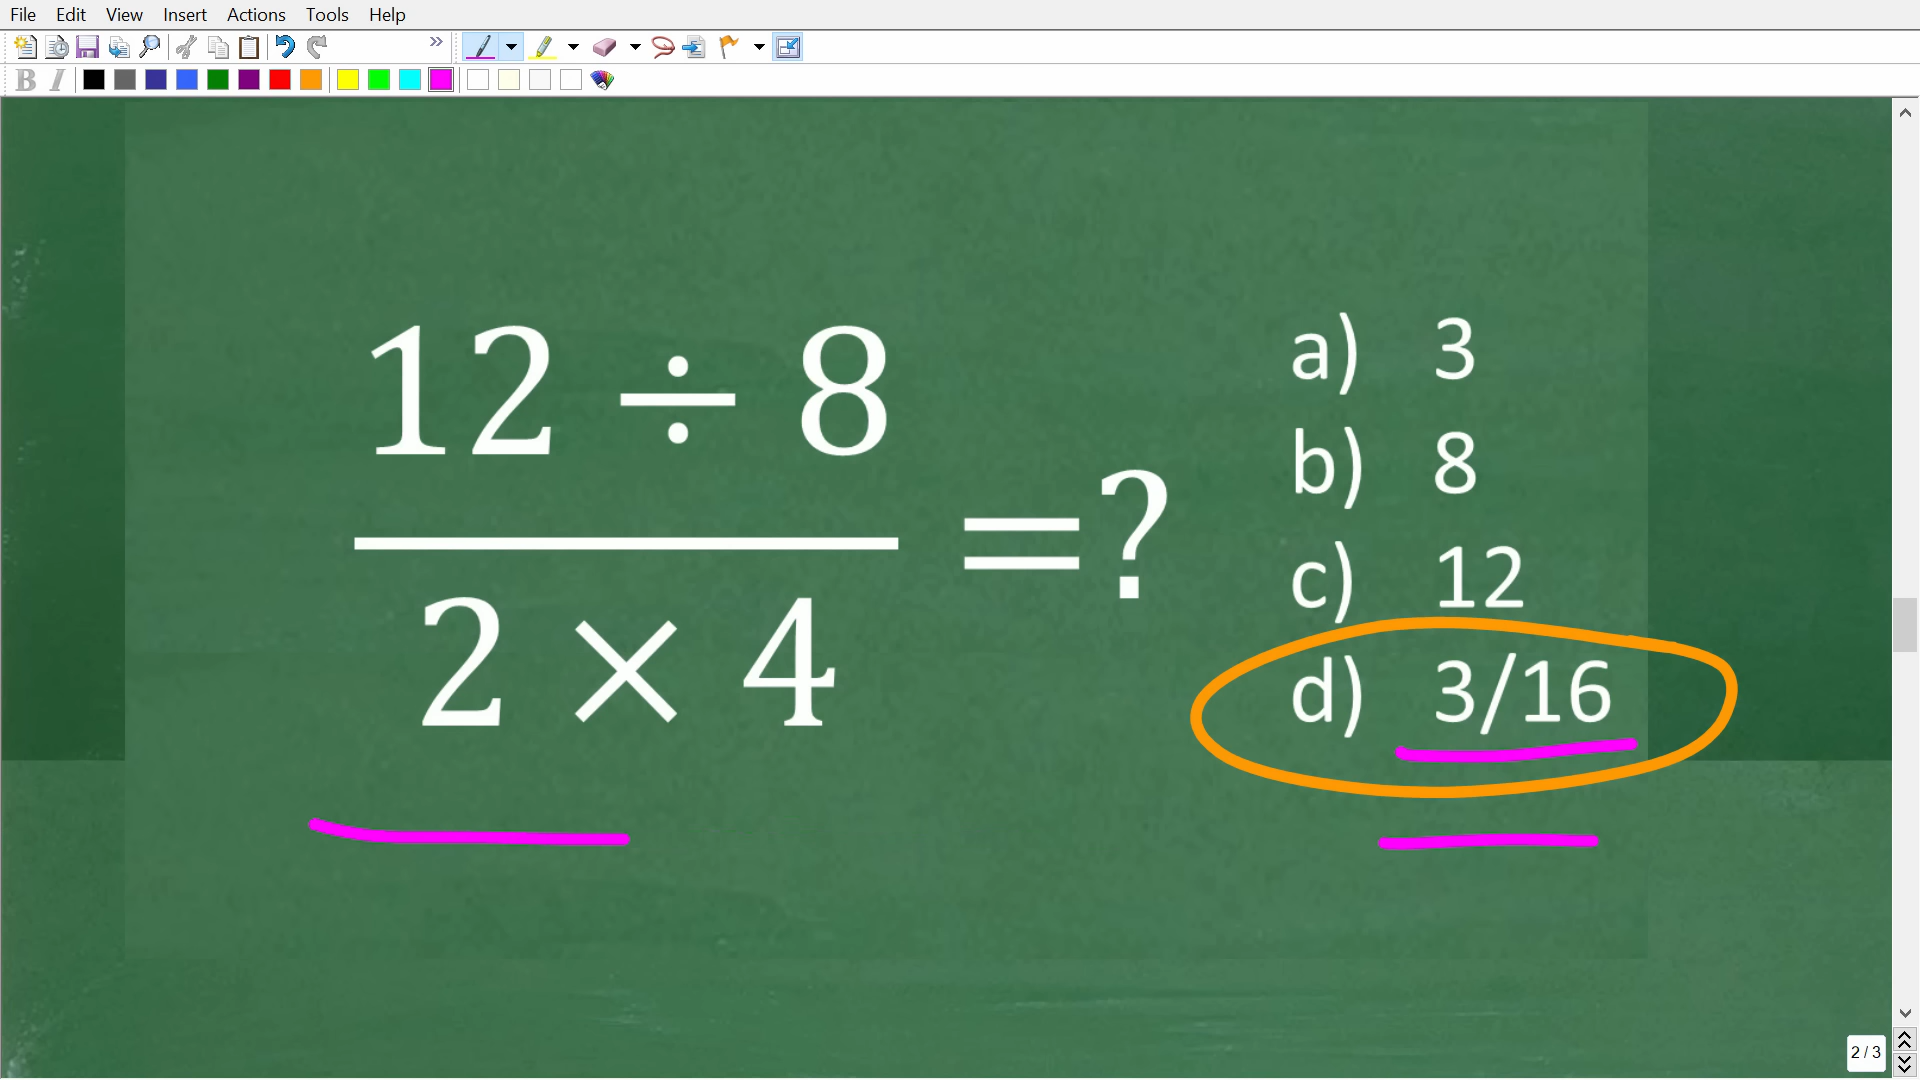 File Edit View Insert Actions Tools Help
B I
12 ÷ 8
2 × 4
=?
a) 3
b) 8
c) 12
d) 3/16
2 / 3